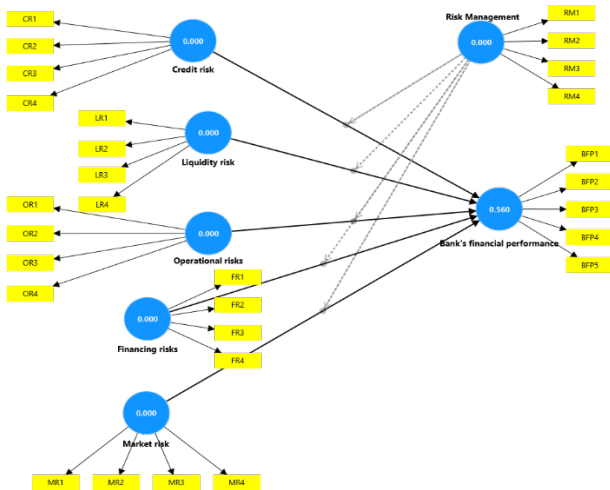 CR1
CR2
CR3
CR4
0.000
Credit risk
Risk Management
0.000
RM1
RM2
RM3
RM4
LR1
LR2
LR3
LR4
0.000
Liquidity risk
OR1
OR2
OR3
OR4
0.000
Operational risks
0.560
Bank's financial performance
BFP1
BFP2
BFP3
BFP4
BFP5
0.000
Financing risks
FR1
FR2
FR3
FR4
0.000
Market risk
MR1
MR2
MR3
MR4